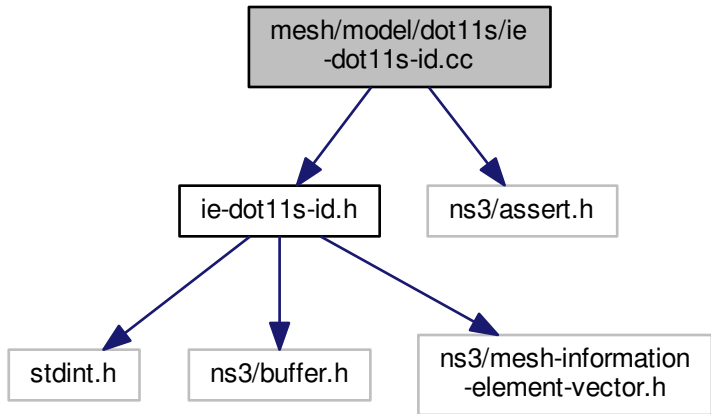 mesh/model/dot11s/ie
-dot11s-id.cc
ie-dot11s-id.h
ns3/assert.h
stdint.h
ns3/buffer.h
ns3/mesh-information
-element-vector.h